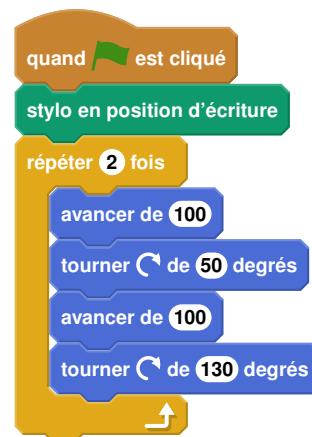 quand est cliqué
stylo en position d'écriture
répéter 2 fois
avancer de 100
tourner de 50 degrés
avancer de 100
tourner de 130 degrés